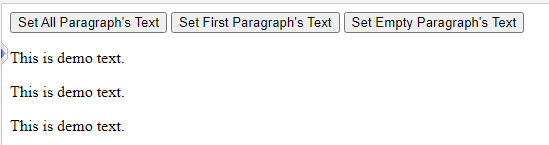 Set All Paragraph's Text Set First Paragraph's Text Set Empty Paragraph's Text
This is demo text.
This is demo text.
This is demo text.